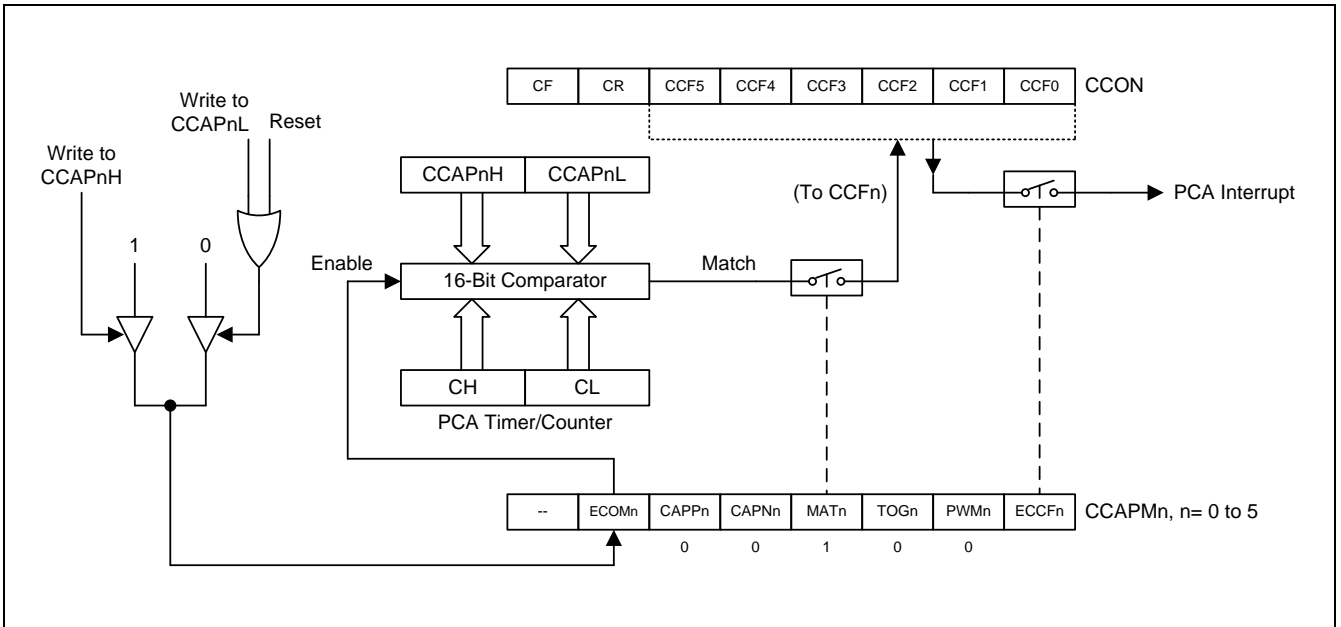 CF CR CCF5 CCF4 CCF3 CCF2 CCF1 CCF0 CCON
Write to
CCAPnL
Reset
Write to
CCAPnH
CCAPnH CCAPnL
(To CCFn)
PCA Interrupt
1 0
Enable
16-Bit Comparator
Match
CH CL
PCA Timer/Counter
-- ECOMn CAPPn CAPNn MATn TOGn PWMn ECCFn CCAPMn, n= 0 to 5
0 0 1 0 0